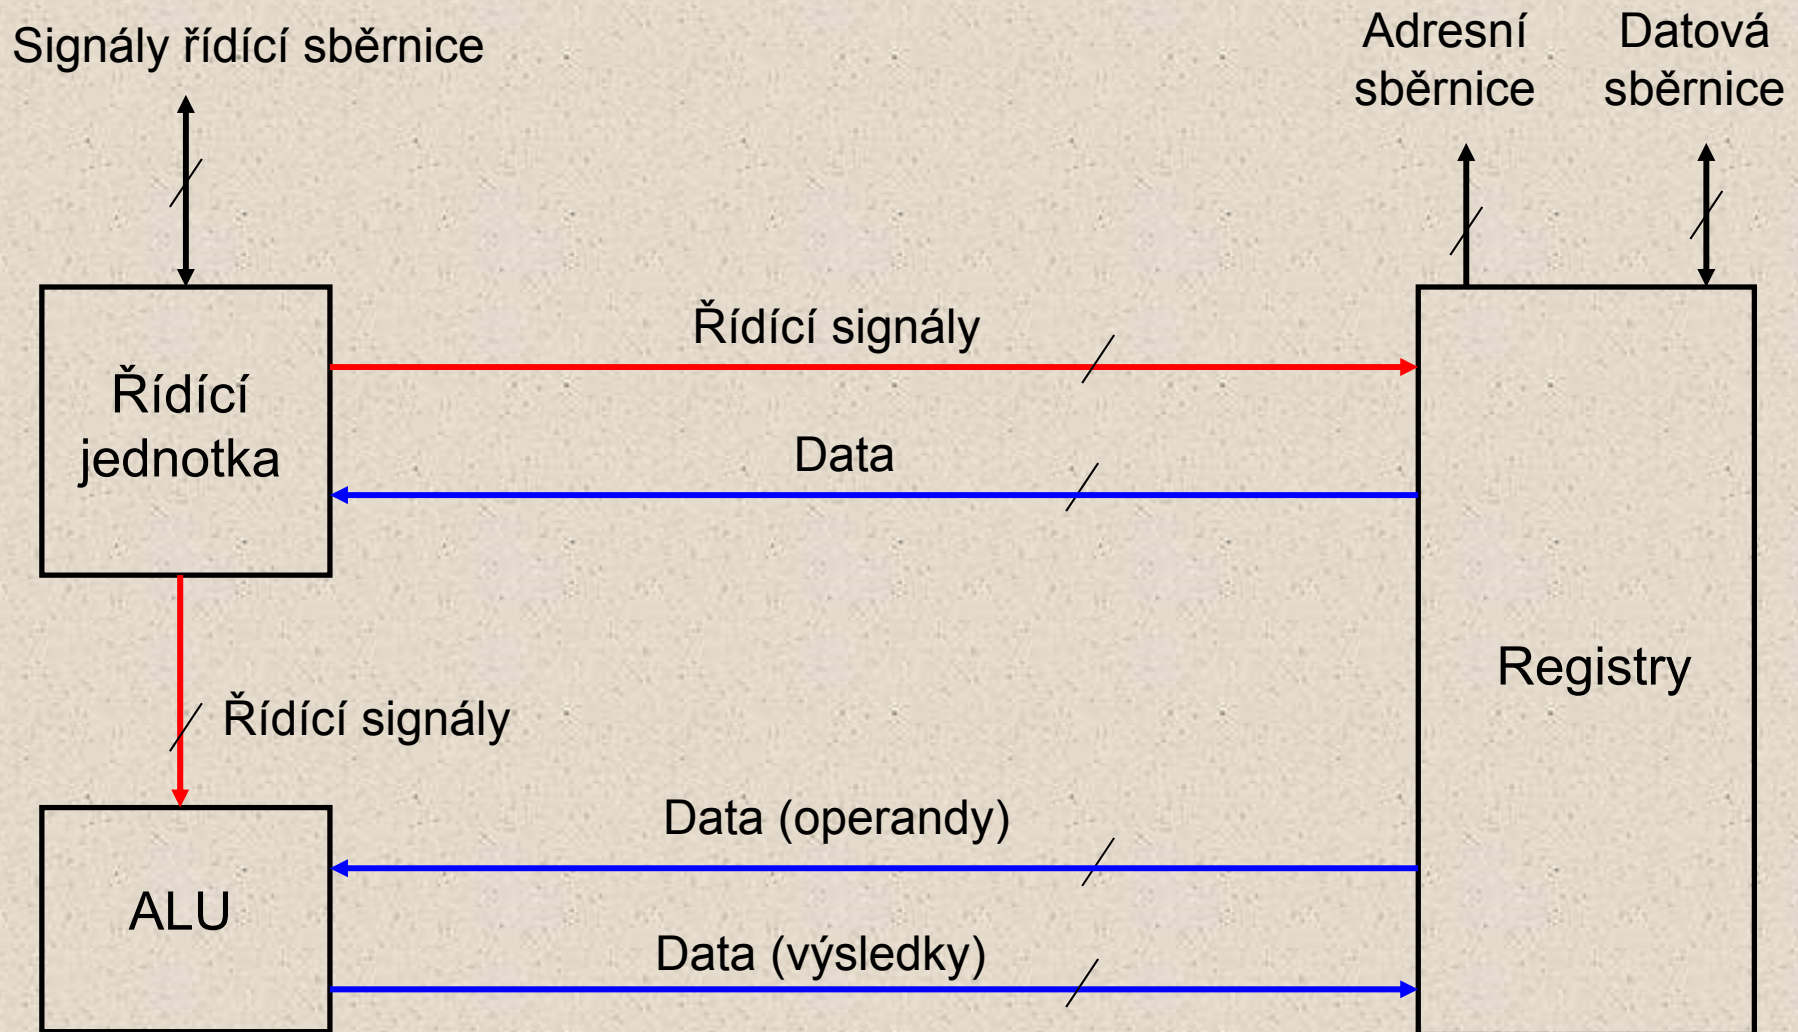 Signály řídící sběrnice
Adresní
sběrnice
Datová
sběrnice
Řídící signály
Řídící
jednotka
Data
Registry
Řídící signály
Data (operandy)
ALU
Data (výsledky)